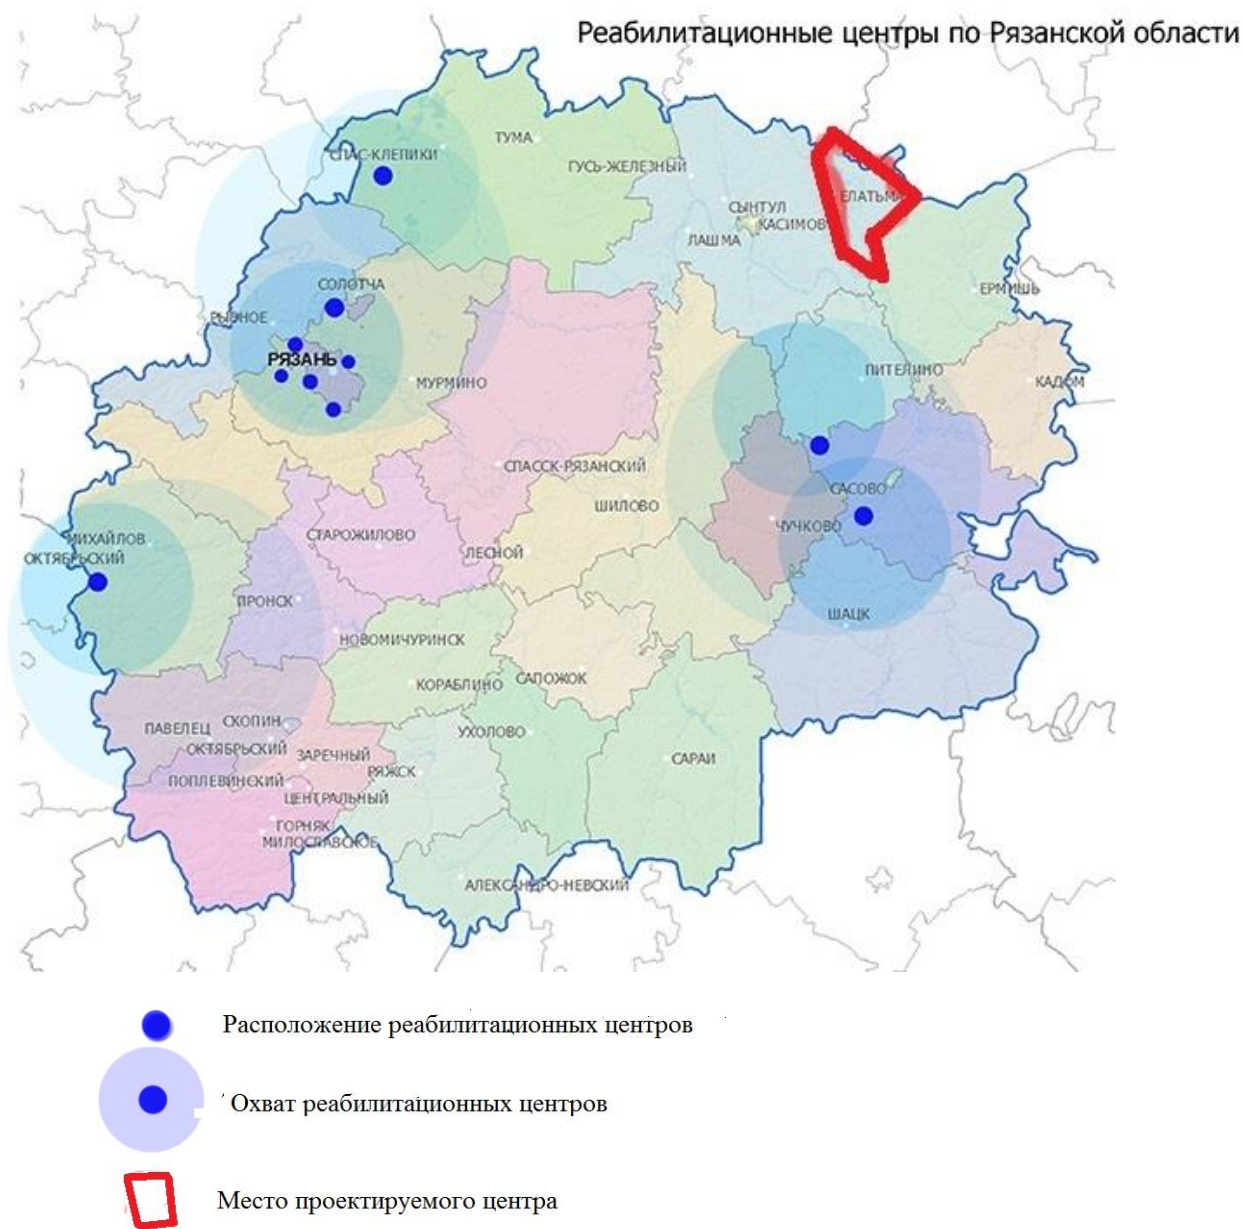 Реабилитационные центры по Рязанской области
ТУМА
СПАС-КЛЕПИКИ
ГУСЬ-ЖЕЛЕЗНЫЙ
ЕЛАТЬМА
СЫНТУЛ
КАСИМОВ
ЛАШМА
СОЛОТЧА
ЕРМИШЬ
РЫБНОЕ
РЯЗАНЬ
ПИТЕЛИНО
МУРМИНО
КАДОМ
СПАССК-РЯЗАНСКИЙ
САСОВО
ШИЛОВО
ЧУЧКОВО
МИХАЙЛОВ
СТАРОЖИЛОВО
ОКТЯБРЬСКИЙ
ЛЕСНОЙ
ПРОНСК
ШАЦК
НОВОМИЧУРИНСК
САПОЖОК
КОРАБЛИНО
СКОПИН
ПАВЕЛЕЦ
УХОЛОВО
ОКТЯБРЬСКИЙ
ЗАРЕЧНЫЙ
САРАИ
РЯЖСК
ПОПЛЕВИНСКИЙ
ЦЕНТРАЛЬНЫЙ
ГОРНЯК
МИЛОСЛАВСКОЕ
АЛЕКСАНДРО-НЕВСКИЙ
Расположение реабилитационных центров
Охват реабилитационных центров
Место проектируемого центра